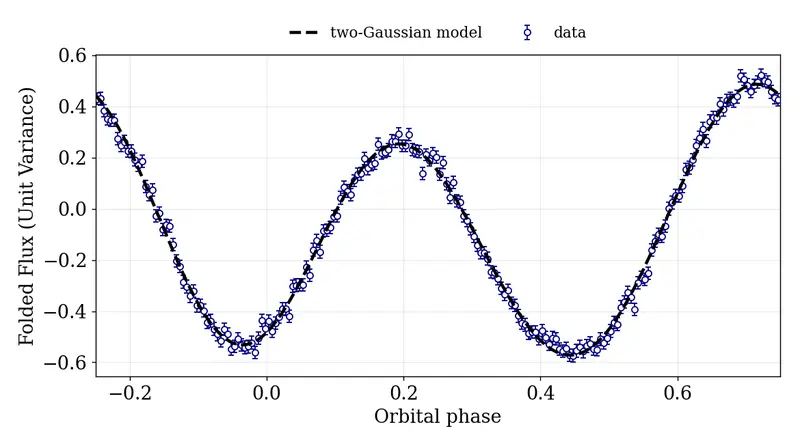 two-Gaussian model
data
Folded Flux (Unit Variance)
0.6
0.4
0.2
0.0
−0.2
−0.4
−0.6
−0.2 0.0 0.2 0.4 0.6
Orbital phase